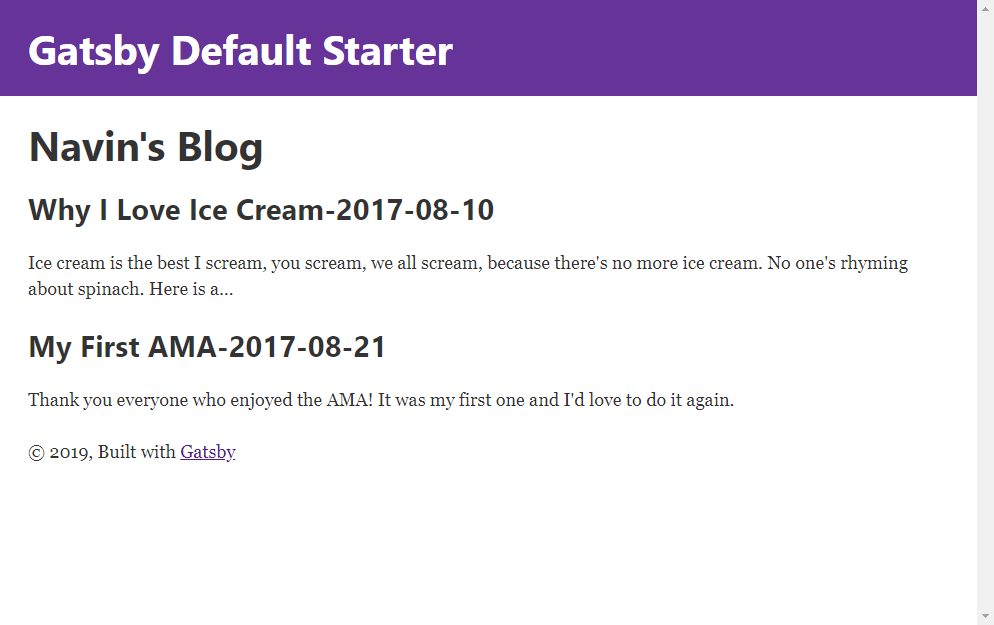 Gatsby Default Starter
Navin's Blog
Why I Love Ice Cream-2017-08-10
Ice cream is the best I scream, you scream, we all scream, because there's no more ice cream. No one's rhyming
about spinach. Here is a…
My First AMA-2017-08-21
Thank you everyone who enjoyed the AMA! It was my first one and I'd love to do it again.
© 2019, Built with Gatsby